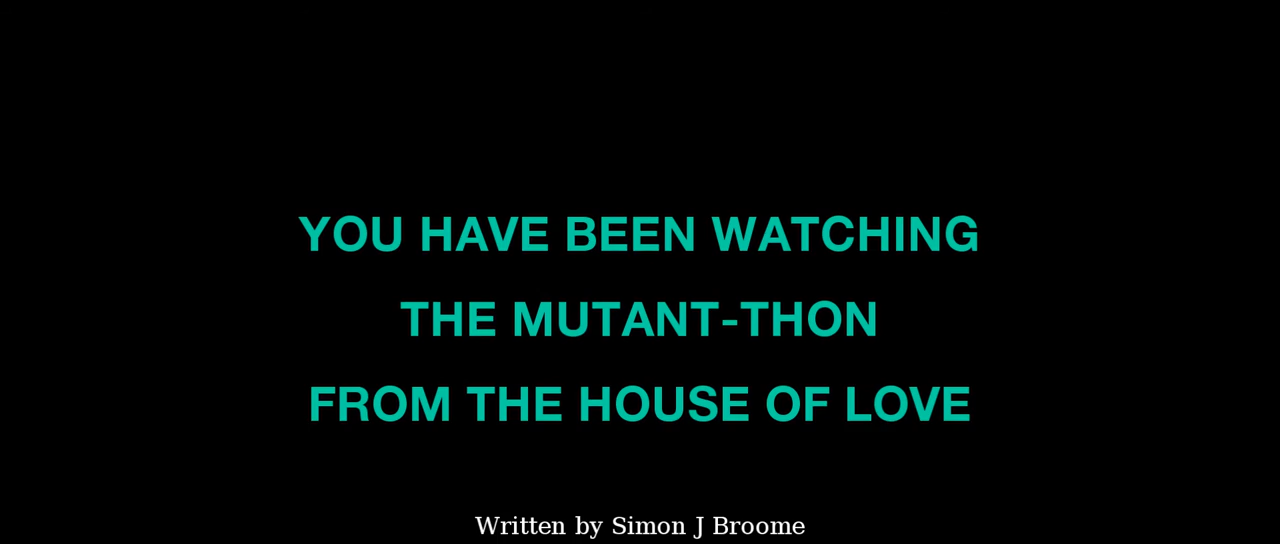 YOU HAVE BEEN WATCHING
THE MUTANT-THON
FROM THE HOUSE OF LOVE
Written by Simon J Broome